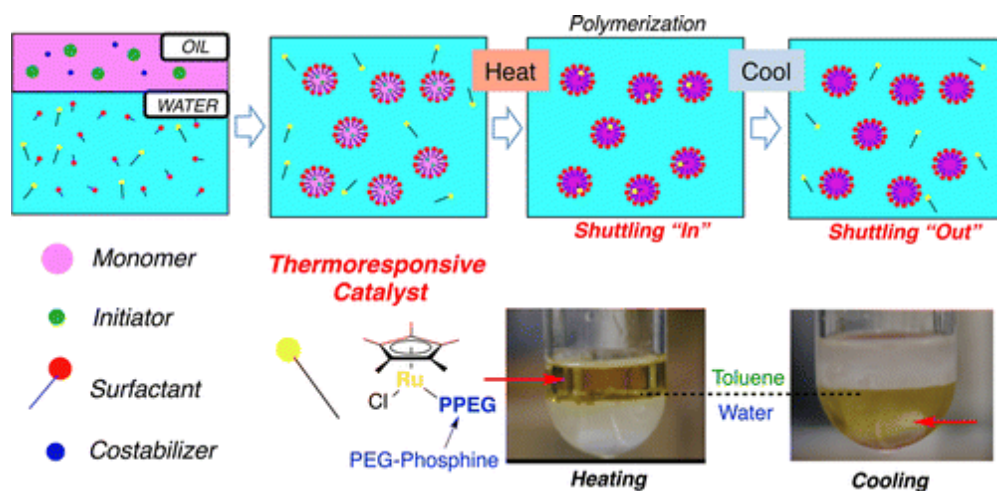 Polymerization
OIL
WATER
Heat
Cool
Shuttling “In”
Shuttling “Out”
Monomer
Initiator
Surfactant
Costabilizer
Thermoresponsive
Catalyst
Ru
Cl
PPEG
PEG-Phosphine
Toluene
Water
Heating
Cooling